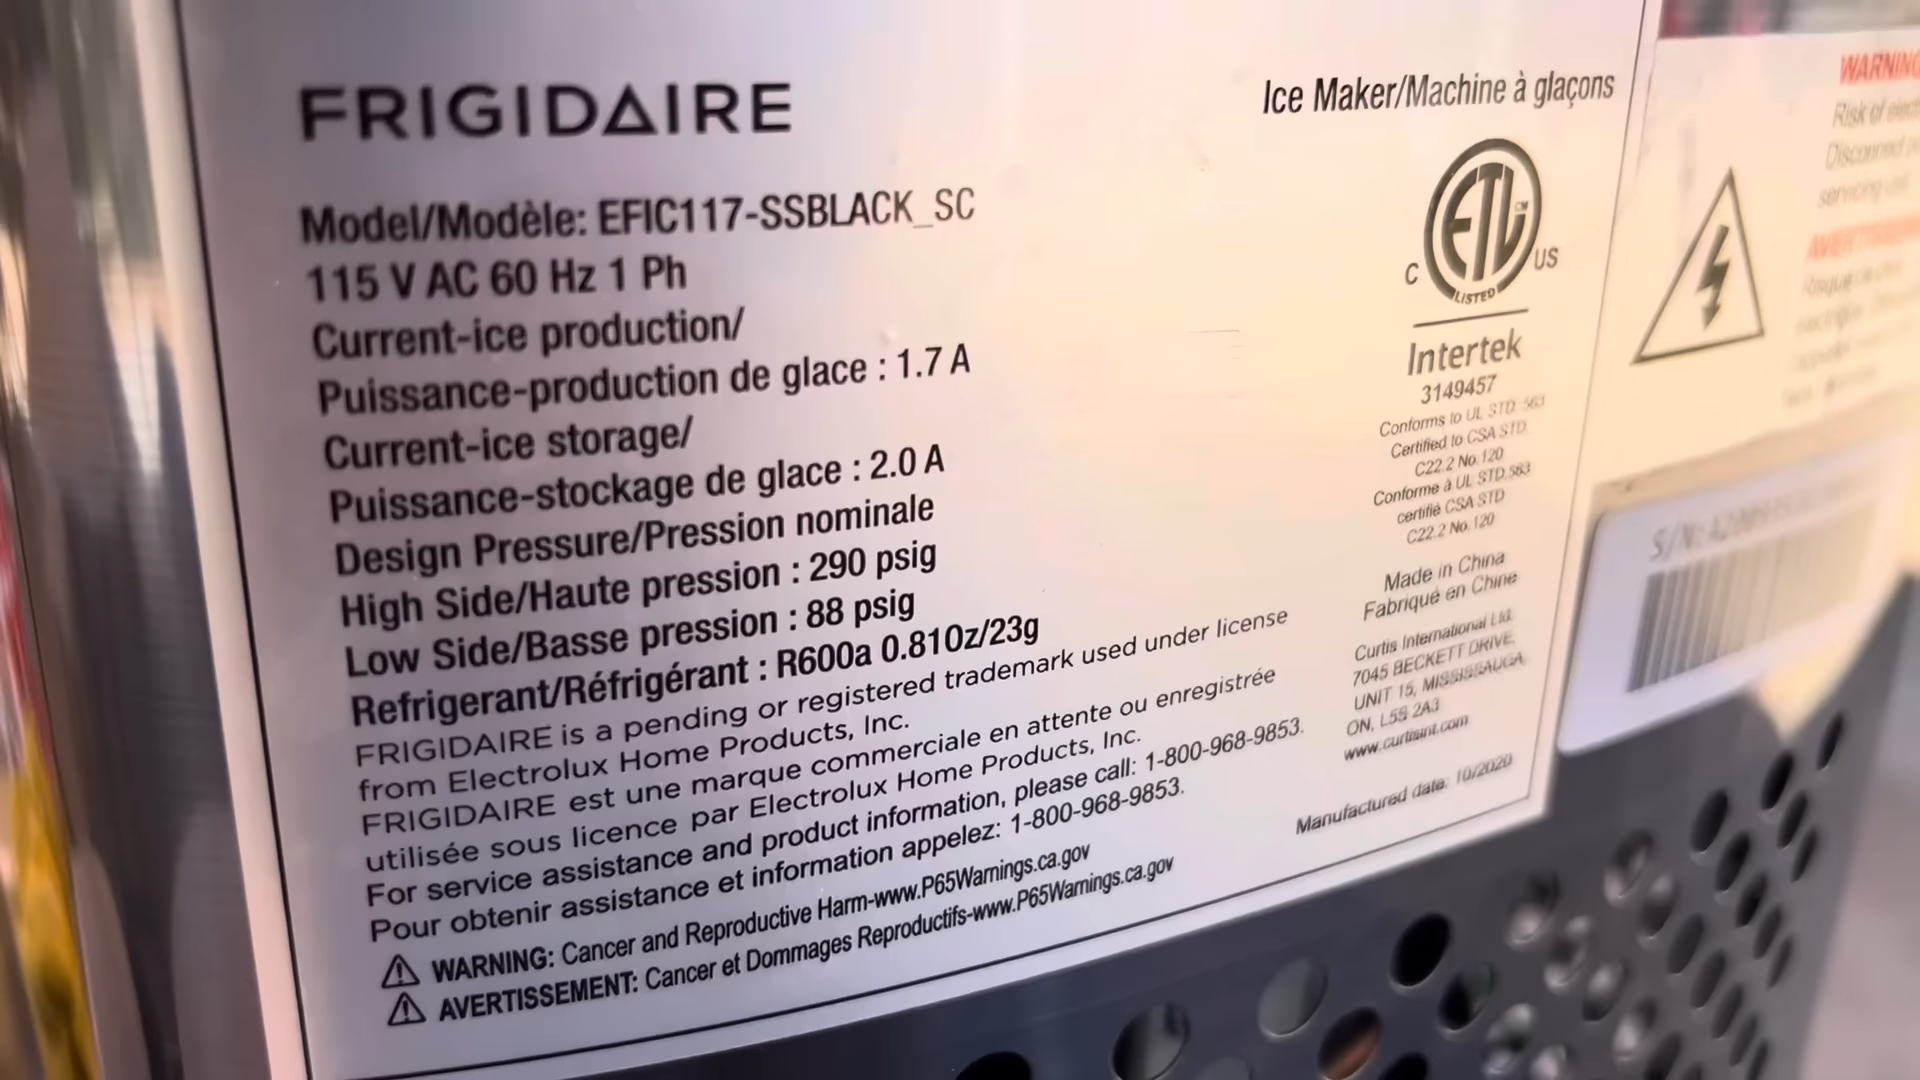 FRIGIDAIRE
Ice Maker/Machine à glaçons
Model/Modèle: EFIC117-SSBLACK_SC
115 V AC 60 Hz 1 Ph
Current-ice production/
Puissance-production de glace : 1.7 A
Current-ice storage/
Puissance-stockage de glace : 2.0 A
Design Pressure/Pression nominale
High Side/Haute pression : 290 psig
Low Side/Basse pression : 88 psig
Refrigerant/Réfrigérant : R600a 0.81Oz/23g
FRIGIDAIRE is a pending or registered trademark used under license
from Electrolux Home Products, Inc.
FRIGIDAIRE est une marque commerciale en attente ou enregistrée
utilisée sous licence par Electrolux Home Products, Inc.
For service assistance and product information, please call: 1-800-968-9853.
Pour obtenir assistance et information appelez: 1-800-968-9853.
WARNING: Cancer and Reproductive Harm-www.P65Warnings.ca.gov
AVERTISSEMENT: Cancer et Dommages Reproductifs-www.P65Warnings.ca.gov
ETL CM
C US
LISTED
Intertek
3149457
Conforms to UL STD. 563
Certified to CSA STD
C22.2 No.120
Conforme à UL STD.563
certifié CSA STD
C22.2 No.120
Made in China
Fabriqué en Chine
Curtis International Ltd.
7045 BECKETT DRIVE,
UNIT 15, MISSISSAUGA
ON, L5S 2A3
www.curtisint.com
Manufactured date: 10/2020
WARNING
Risk of
Disconnect
servicing unit
S/N: